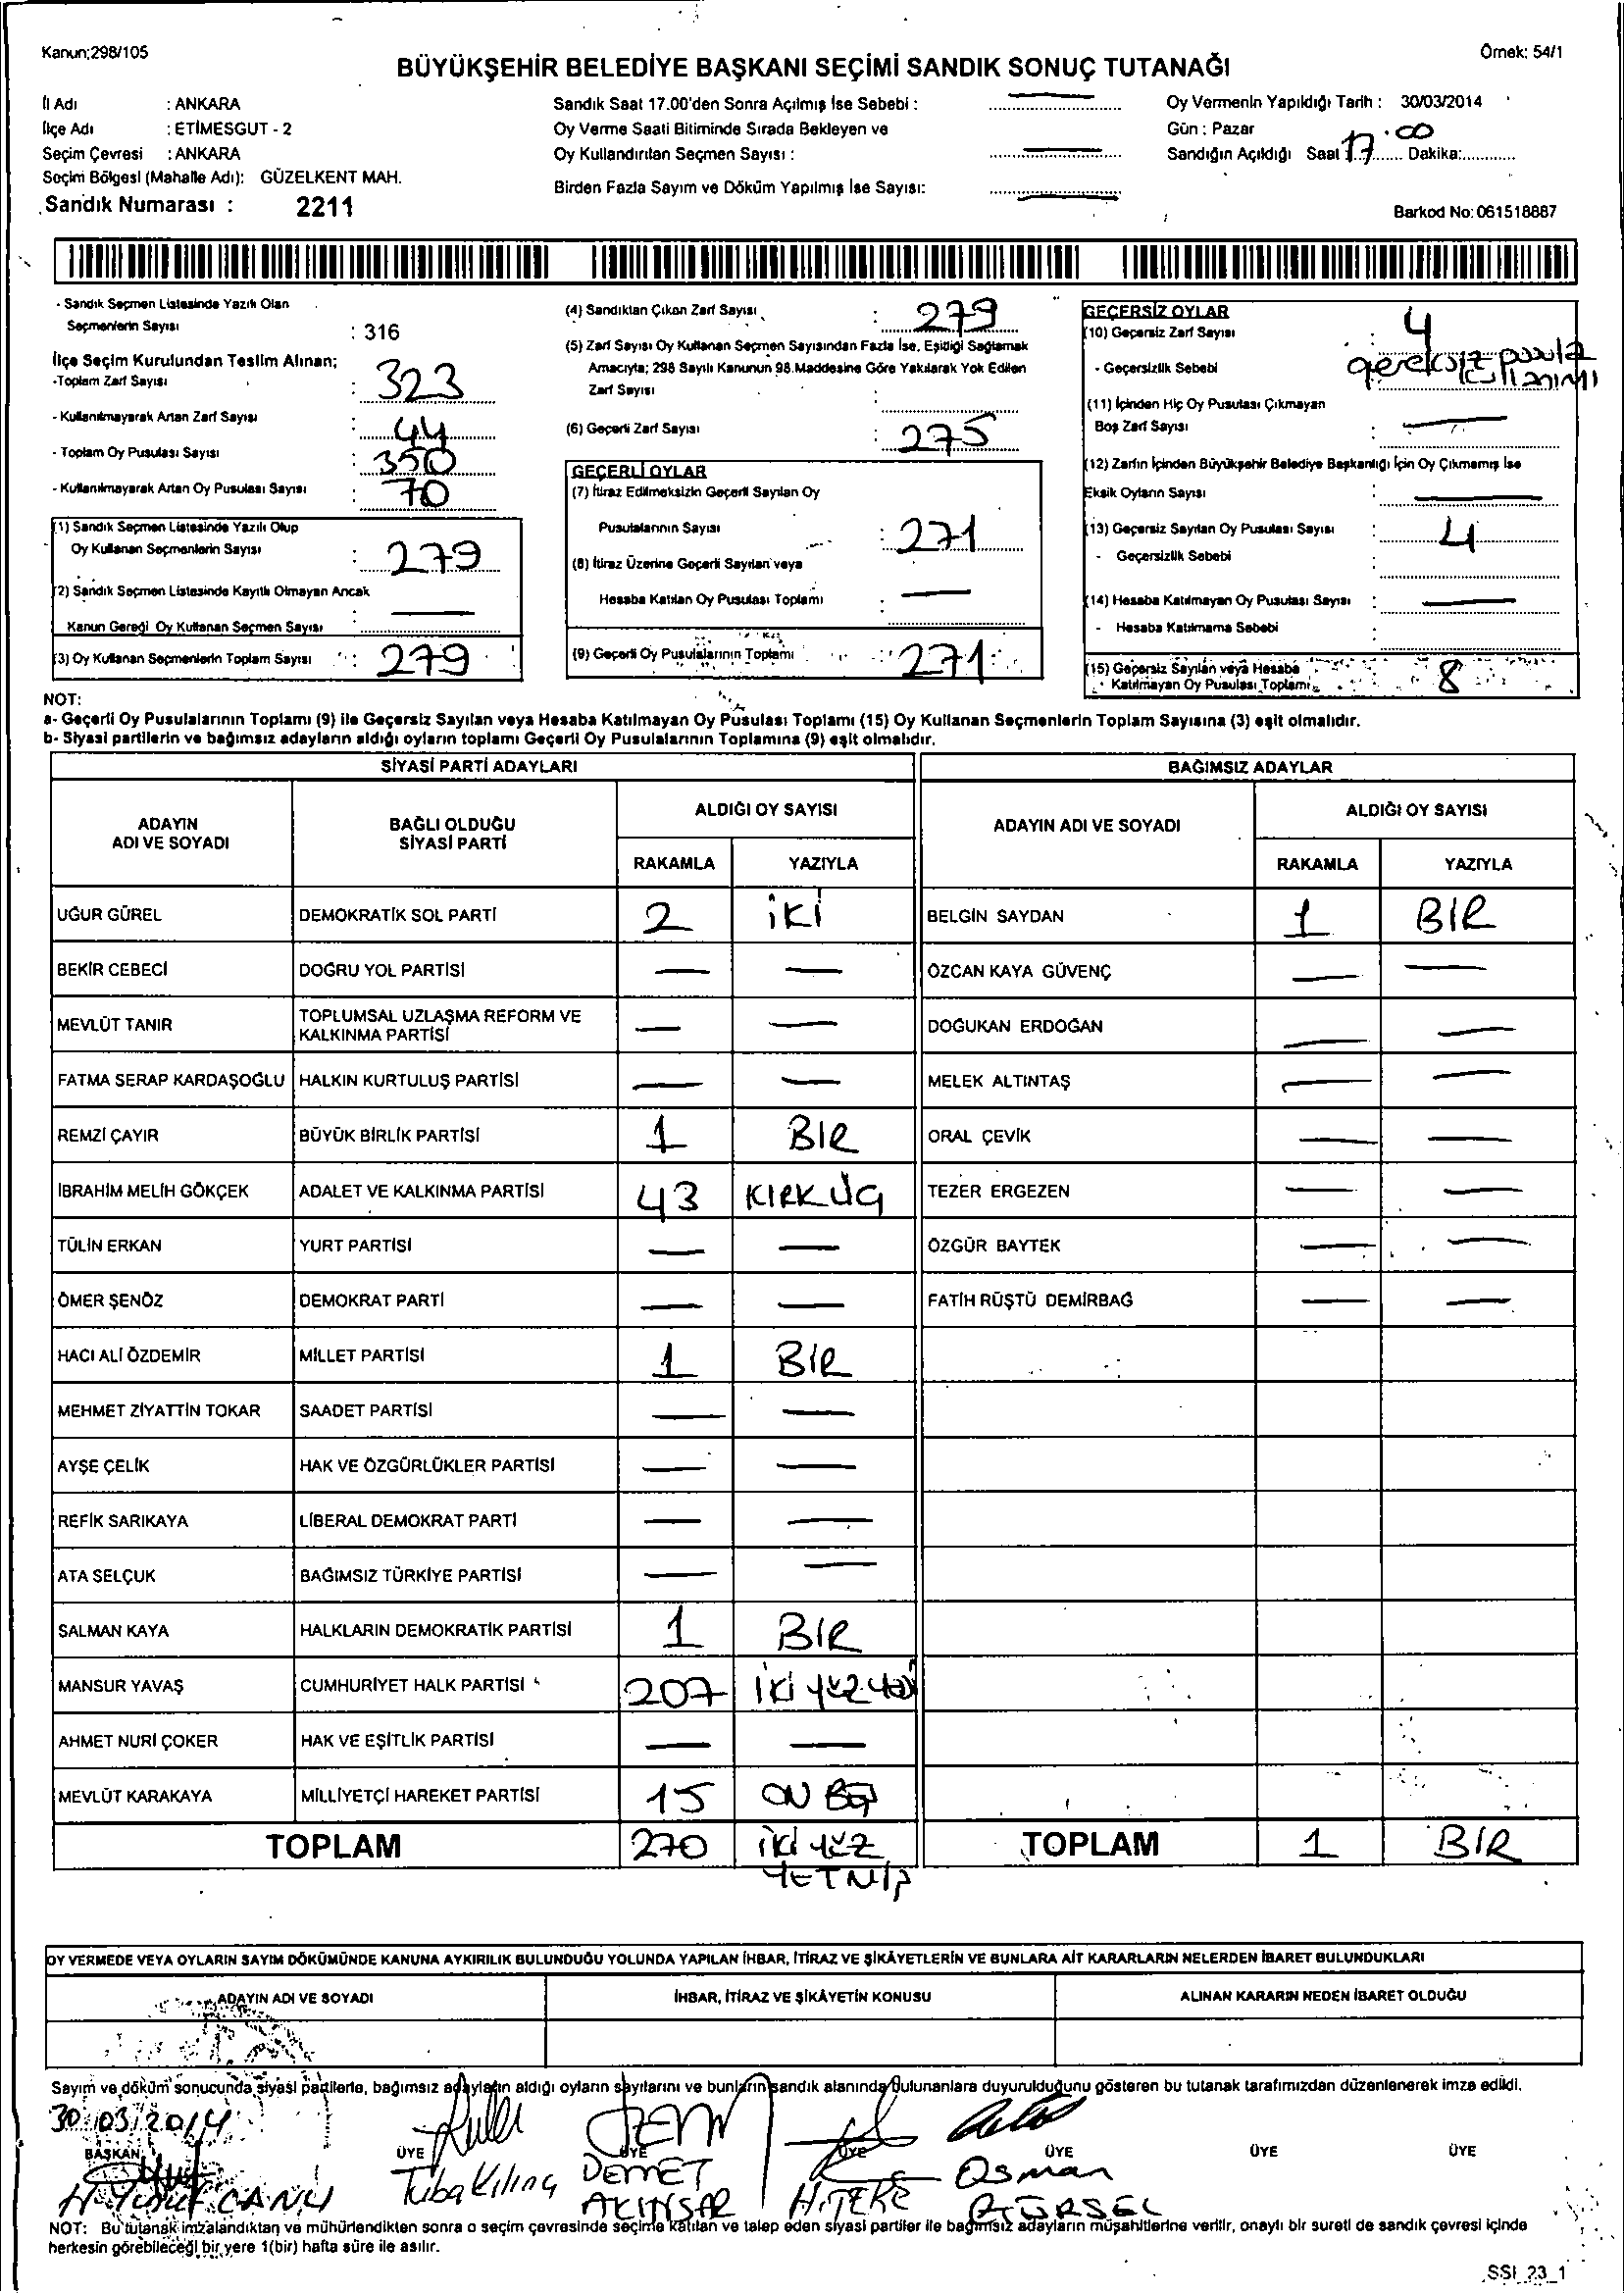 Kanun;298/105
Örnek: 54/1
BÜYÜKŞEHİR BELEDİYE BAŞKANI SEÇİMİ SANDIK SONUÇ TUTANAĞI
İl Adı : ANKARA
İlçe Adı : ETİMESGUT - 2
Seçim Çevresi : ANKARA
Seçim Bölgesi (Mahalle Adı): GÜZELKENT MAH.
Sandık Numarası : 2211
Sandık Saat 17.00'den Sonra Açılmış İse Sebebi : —
Oy Verme Saati Bitiminde Sırada Bekleyen ve
Oy Kullandırılan Seçmen Sayısı : —
Birden Fazla Sayım ve Döküm Yapılmış İse Sayısı: —
Oy Vermenin Yapıldığı Tarih : 30/03/2014
Gün : Pazar
Sandığın Açıldığı Saat 17.00 Dakika:............
Barkod No: 061518887
- Sandık Seçmen Listesinde Yazılı Olan
Seçmenlerin Sayısı : 316
İlçe Seçim Kurulundan Teslim Alınan;
-Toplam Zarf Sayısı : 323
- Kullanılmayarak Artan Zarf Sayısı : 44
- Toplam Oy Pusulası Sayısı : 350
- Kullanılmayarak Artan Oy Pusulası Sayısı : 70
(1) Sandık Seçmen Listesinde Yazılı Olup
Oy Kullanan Seçmenlerin Sayısı : 279
(2) Sandık Seçmen Listesinde Kayıtlı Olmayan Ancak
Kanun Gereği Oy Kullanan Seçmen Sayısı : —
(3) Oy Kullanan Seçmenlerin Toplam Sayısı : 279
(4) Sandıktan Çıkan Zarf Sayısı : 279
(5) Zarf Sayısı Oy Kullanan Seçmen Sayısından Fazla İse, Eşitliği Sağlamak
Amacıyla; 298 Sayılı Kanunun 98.Maddesine Göre Yakılarak Yok Edilen
Zarf Sayısı :
(6) Geçerli Zarf Sayısı : 275
GEÇERLİ OYLAR
(7) İtiraz Edilmeksizin Geçerli Sayılan Oy
Pusulalarının Sayısı : 271
(8) İtiraz Üzerine Geçerli Sayılan veya
Hesaba Katılan Oy Pusulası Toplamı : —
(9) Geçerli Oy Pusulalarının Toplamı : 271
GEÇERSİZ OYLAR
(10) Geçersiz Zarf Sayısı : 4
- Geçersizlik Sebebi gereksiz pusula kullanımı
(11) İçinden Hiç Oy Pusulası Çıkmayan
Boş Zarf Sayısı : —
(12) Zarfın İçinden Büyükşehir Belediye Başkanlığı İçin Oy Çıkmamış İse
Eksik Oyların Sayısı : —
(13) Geçersiz Sayılan Oy Pusulası Sayısı : 4
- Geçersizlik Sebebi
(14) Hesaba Katılmayan Oy Pusulası Sayısı : —
- Hesaba Katılmama Sebebi :
(15) Geçersiz Sayılan veya Hesaba
Katılmayan Oy Pusulası Toplamı : 8
NOT:
a- Geçerli Oy Pusulalarının Toplamı (9) ile Geçersiz Sayılan veya Hesaba Katılmayan Oy Pusulası Toplamı (15) Oy Kullanan Seçmenlerin Toplam Sayısına (3) eşit olmalıdır.
b- Siyasi partilerin ve bağımsız adayların aldığı oyların toplamı Geçerli Oy Pusulalarının Toplamına (9) eşit olmalıdır.
SİYASİ PARTİ ADAYLARI BAĞIMSIZ ADAYLAR
ADAYIN ADI VE SOYADI BAĞLI OLDUĞU SİYASİ PARTİ ALDIĞI OY SAYISI ADAYIN ADI VE SOYADI ALDIĞI OY SAYISI
RAKAMLA YAZIYLA RAKAMLA YAZIYLA
UĞUR GÜREL DEMOKRATİK SOL PARTİ 2 İKİ BELGİN SAYDAN 1 BİR
BEKİR CEBECİ DOĞRU YOL PARTİSİ — — ÖZCAN KAYA GÜVENÇ — —
MEVLÜT TANIR TOPLUMSAL UZLAŞMA REFORM VE KALKINMA PARTİSİ — — DOĞUKAN ERDOĞAN — —
FATMA SERAP KARDAŞOĞLU HALKIN KURTULUŞ PARTİSİ — — MELEK ALTINTAŞ — —
REMZİ ÇAYIR BÜYÜK BİRLİK PARTİSİ 1 BIR ORAL ÇEVİK — —
İBRAHİM MELİH GÖKÇEK ADALET VE KALKINMA PARTİSİ 43 KIRK ÜÇ TEZER ERGEZEN — —
TÜLİN ERKAN YURT PARTİSİ — — ÖZGÜR BAYTEK — —
ÖMER ŞENÖZ DEMOKRAT PARTİ — — FATİH RÜŞTÜ DEMİRBAĞ — —
HACI ALİ ÖZDEMİR MİLLET PARTİSİ 1 BIR
MEHMET ZİYATTİN TOKAR SAADET PARTİSİ — —
AYŞE ÇELİK HAK VE ÖZGÜRLÜKLER PARTİSİ — —
REFİK SARIKAYA LİBERAL DEMOKRAT PARTİ — —
ATA SELÇUK BAĞIMSIZ TÜRKİYE PARTİSİ — —
SALMAN KAYA HALKLARIN DEMOKRATİK PARTİSİ 1 BIR
MANSUR YAVAŞ CUMHURİYET HALK PARTİSİ 207 İKİ YÜZ YEDİ
AHMET NURİ ÇOKER HAK VE EŞİTLİK PARTİSİ — —
MEVLÜT KARAKAYA MİLLİYETÇİ HAREKET PARTİSİ 15 ON BEŞ
TOPLAM 270 İKİ YÜZ YETMİŞ TOPLAM 1 BIR
OY VERMEDE VEYA OYLARIN SAYIM DÖKÜMÜNDE KANUNA AYKIRILIK BULUNDUĞU YOLUNDA YAPILAN İHBAR, İTİRAZ VE ŞİKÂYETLERİN VE BUNLARA AİT KARARLARIN NELERDEN İBARET BULUNDUKLARI
ADAYIN ADI VE SOYADI İHBAR, İTİRAZ VE ŞİKÂYETİN KONUSU ALINAN KARARIN NEDEN İBARET OLDUĞU
Sayım ve döküm sonucunda siyasi partilerle, bağımsız adayların aldığı oyların sayılarını ve bunların sandık alanında bulunanlara duyurulduğunu gösteren bu tutanak tarafımızdan düzenlenerek imza edildi.
30.03.2014
BAŞKAN ÜYE ÜYE ÜYE ÜYE ÜYE ÜYE
H. Yusuf CANLI Tuba Kılınç DEMET AKINSAR H. TEKE Osman GÜRSEL
NOT: Bu tutanak imzalandıktan ve mühürlendikten sonra o seçim çevresinde seçime katılan ve talep eden siyasi partiler ile bağımsız adayların müşahitlerine verilir, onaylı bir sureti de sandık çevresi içinde
herkesin görebileceği bir yere 1(bir) hafta süre ile asılır.
SSI_23_1